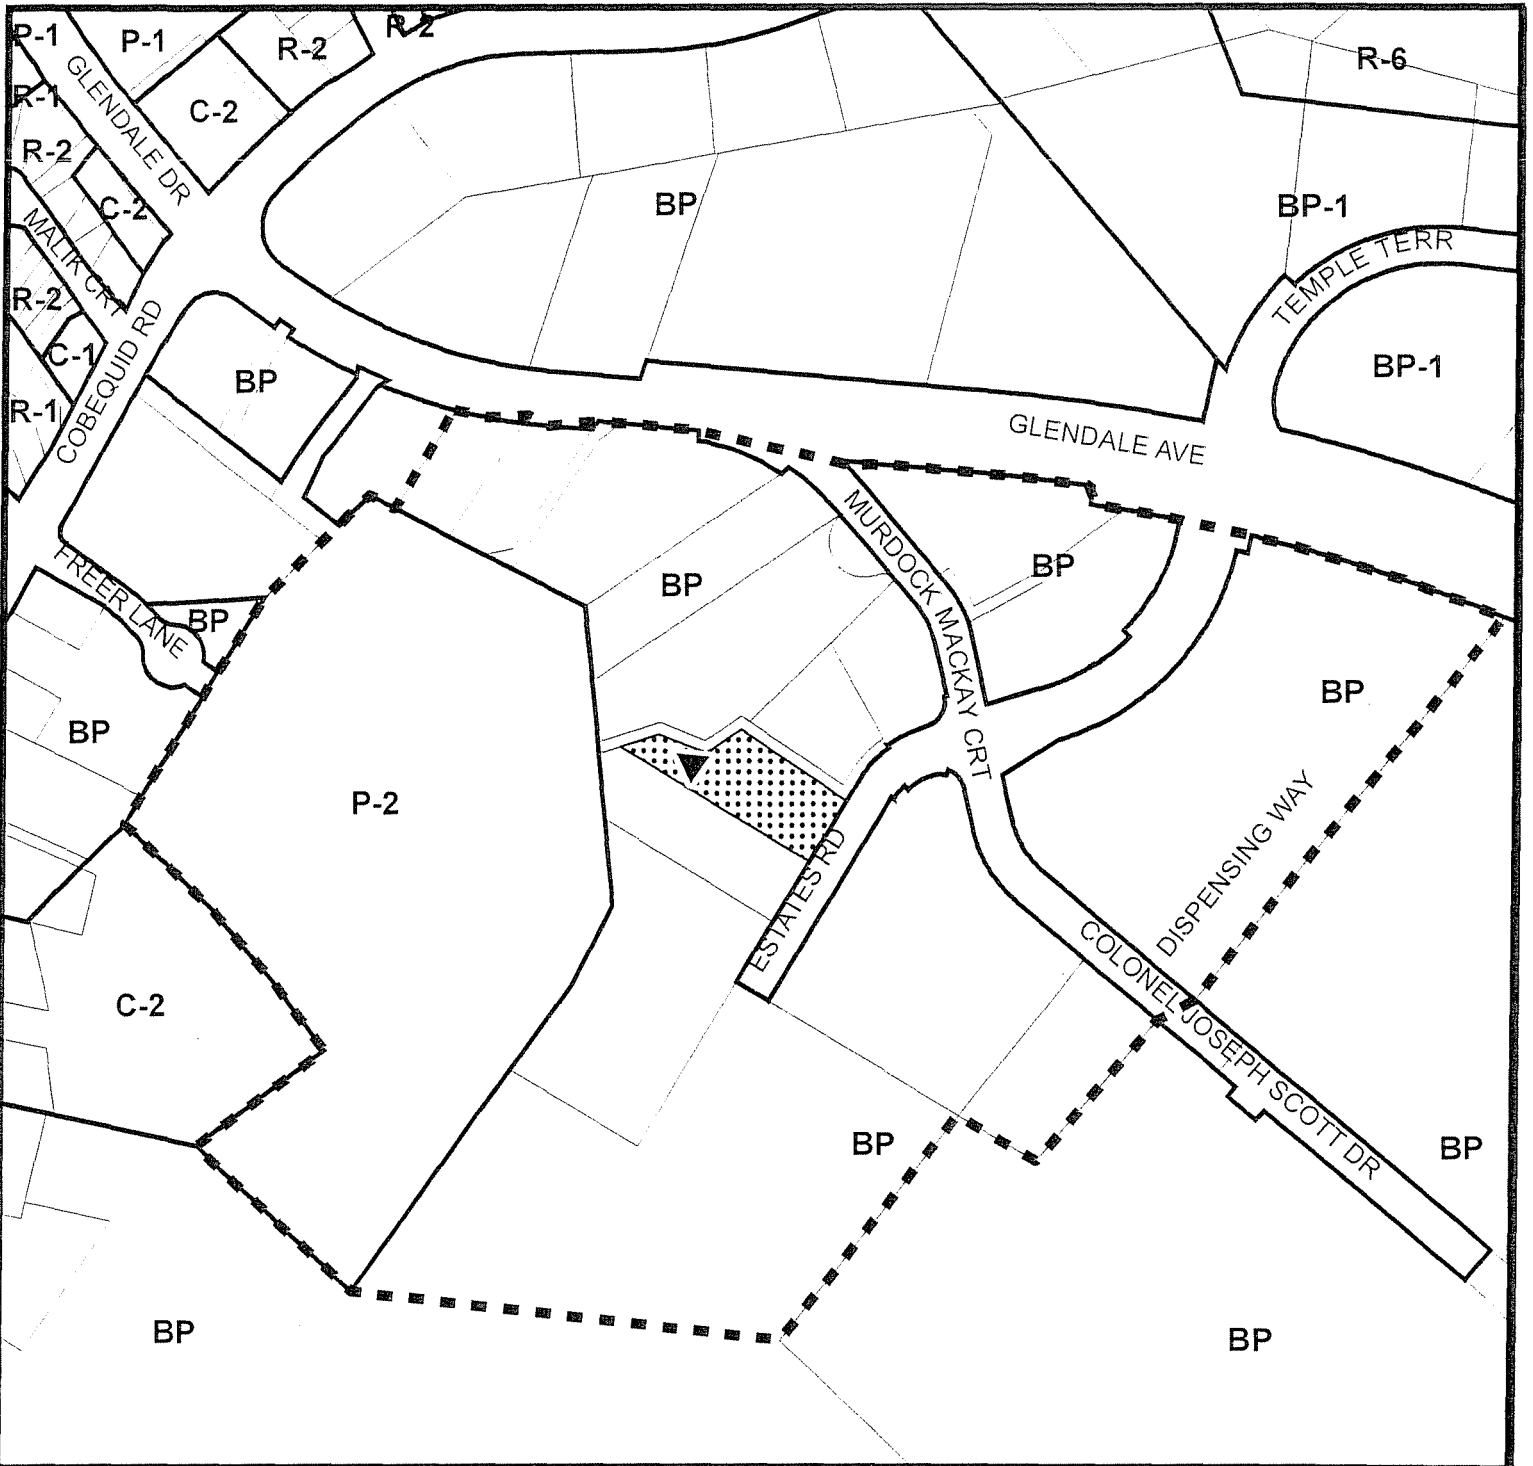 P-1
P-1
R-2
R-2
R-6
GLENDALE DR
R-1
C-2
R-2
C-2
BP
BP-1
MALIK CRT
TEMPLE TERR
R-2
C-1
COBEQUID RD
BP
BP-1
R-1
GLENDALE AVE
MURDOCK MACKAY CRT
FREER LANE
BP
BP
BP
BP
BP
P-2
DISPENSING WAY
ESTATES RD
COLONEL JOSEPH SCOTT DR
C-2
BP
BP
BP
BP